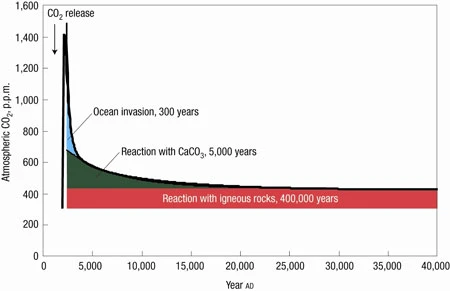 CO2 release
1,600
1,400
1,200
1,000
800
600
400
200
0
Atmospheric CO2, p.p.m.
Ocean invasion, 300 years
Reaction with CaCO3, 5,000 years
Reaction with igneous rocks, 400,000 years
0 5,000 10,000 15,000 20,000 25,000 30,000 35,000 40,000
Year AD